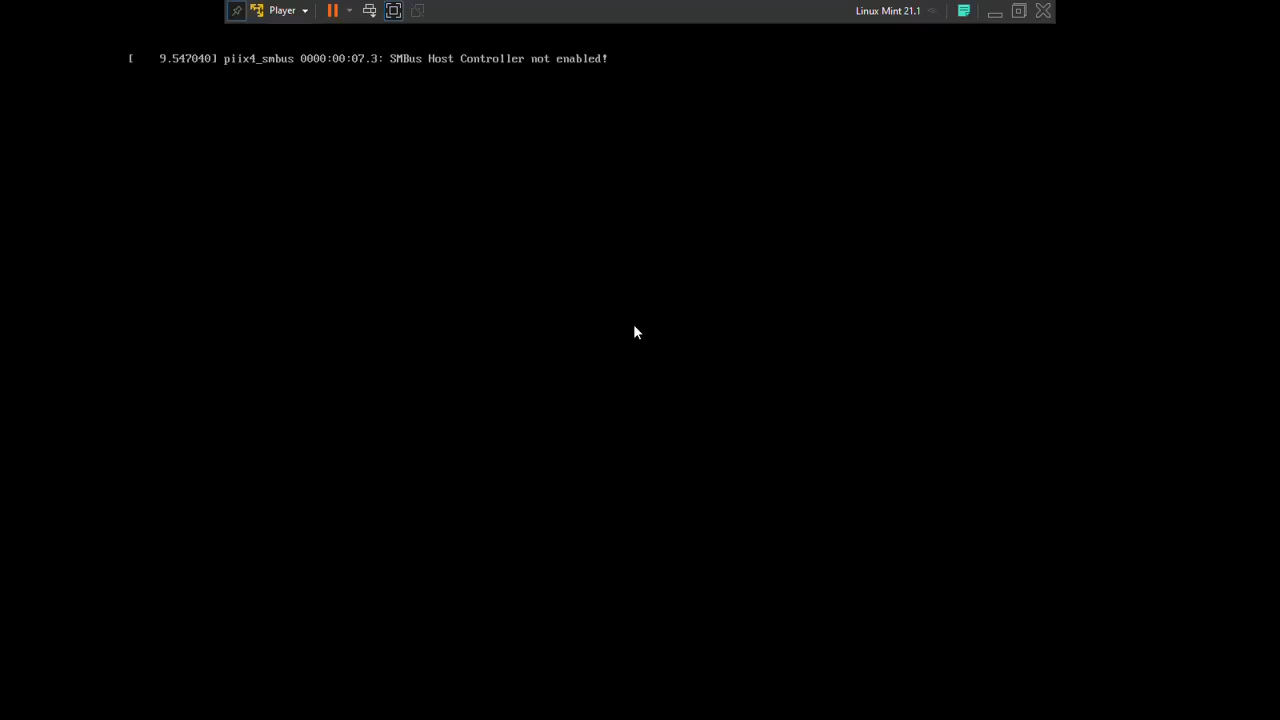 Player
Linux Mint 21.1
[    9.547040] piix4_smbus 0000:00:07.3: SMBus Host Controller not enabled!